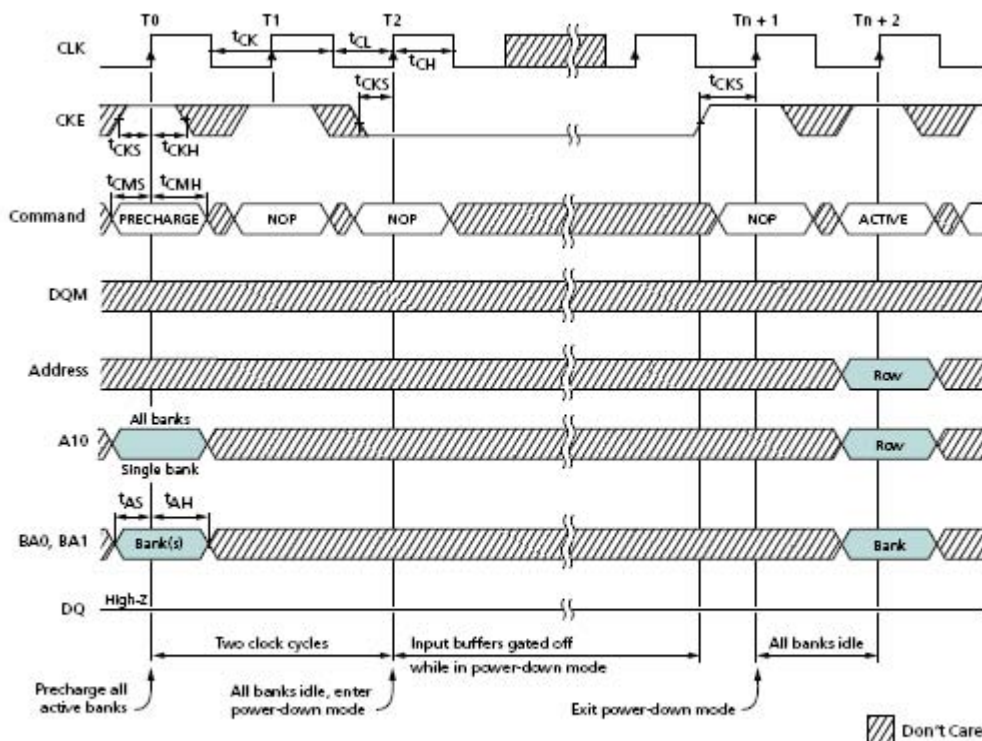 T0 T1 T2 Tn + 1 Tn + 2
CLK
tCK tCL
tCH
tCKS tCKS
CKE
tCKS tCKH
tCMS tCMH
Command PRECHARGE NOP NOP NOP ACTIVE
DQM
Address Row
All banks
A10 Row
Single bank
tAS tAH
BA0, BA1 Bank(s) Bank
High-Z
DQ
Two clock cycles
Input buffers gated off
while in power-down mode
All banks idle
Precharge all
active banks
All banks idle, enter
power-down mode
Exit power-down mode
Don't Care